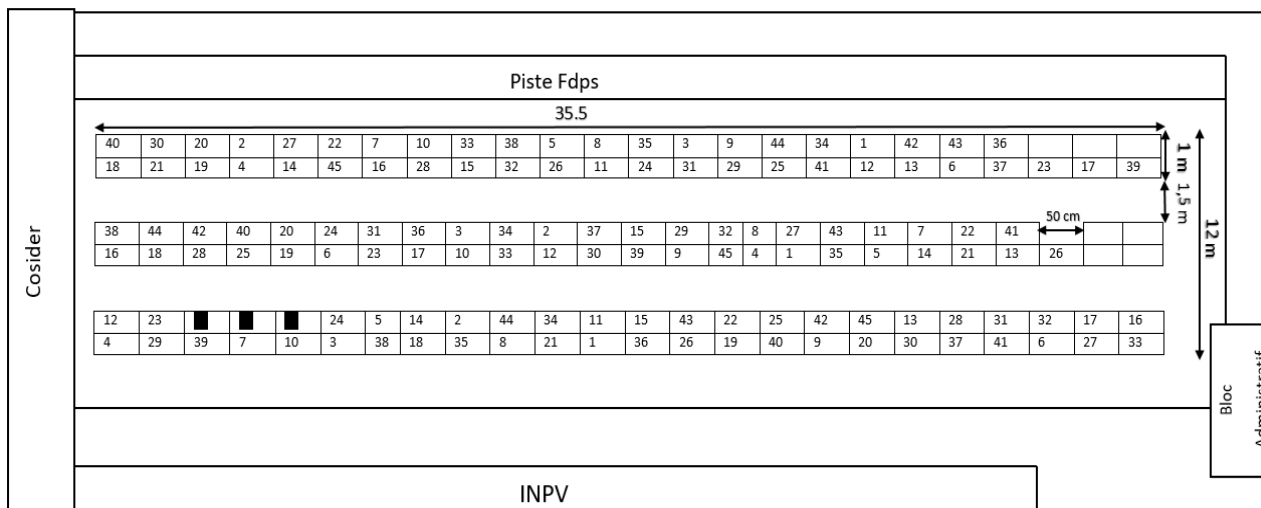 Piste Fdps
35.5
40 30 20 2 27 22 7 10 33 38 5 8 35 3 9 44 34 1 42 43 36
18 21 19 4 14 45 16 28 15 32 26 11 24 31 29 25 41 12 13 6 37 23 17 39
1 m
1,5 m
12 m
50 cm
38 44 42 40 20 24 31 36 3 34 2 37 15 29 32 8 27 43 11 7 22 41
16 18 28 25 19 6 23 17 10 33 12 30 39 9 45 4 1 35 5 14 21 13 26
12 23 24 5 14 2 44 34 11 15 43 22 25 42 45 13 28 31 32 17 16
4 29 39 7 10 3 38 18 35 8 21 1 36 26 19 40 9 20 30 37 41 6 27 33
Cosider
Bloc
Administratif
INPV